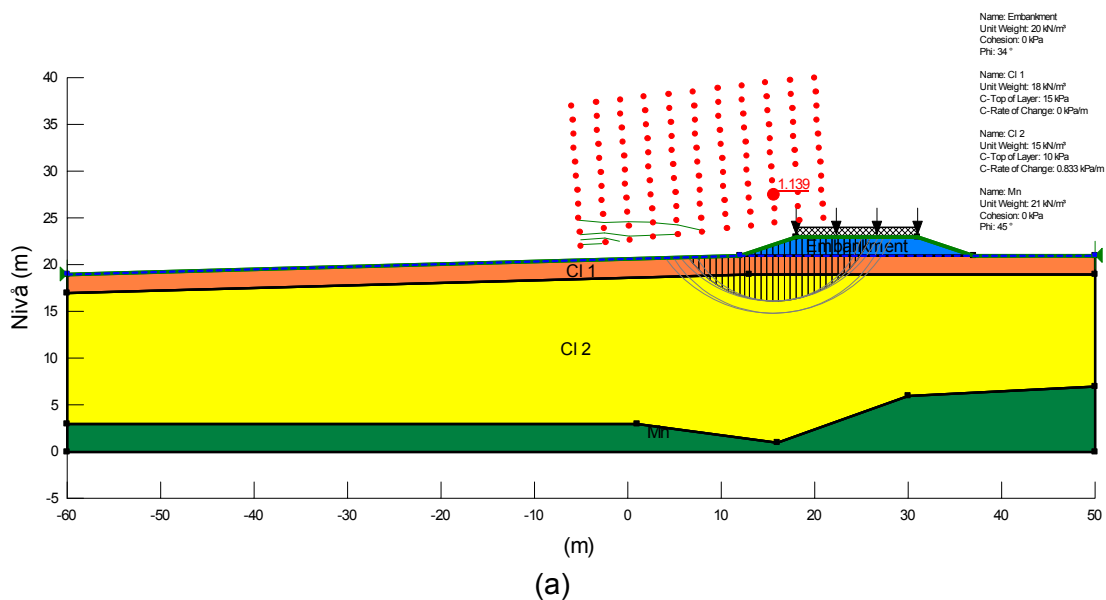 Name: Embankment
Unit Weight: 20 kN/m³
Cohesion: 0 kPa
Phi: 34 °
Name: Cl 1
Unit Weight: 18 kN/m³
C-Top of Layer: 15 kPa
C-Rate of Change: 0 kPa/m
Name: Cl 2
Unit Weight: 15 kN/m³
C-Top of Layer: 10 kPa
C-Rate of Change: 0.833 kPa/m
Name: Mn
Unit Weight: 21 kN/m³
Cohesion: 0 kPa
Phi: 45 °
40
35
30
25
20
15
10
5
0
-5
Nivå (m)
1.139
Embankment
Cl 1
Cl 2
Mn
-60 -50 -40 -30 -20 -10 0 10 20 30 40 50
(m)
(a)